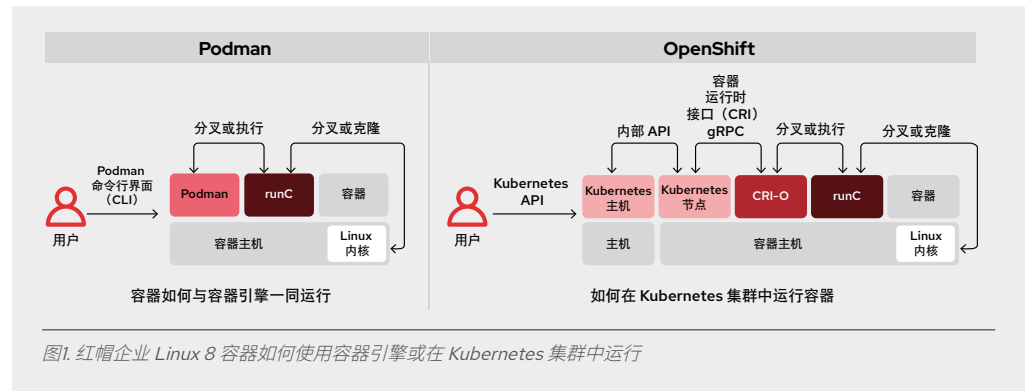 Podman
分叉或执行
分叉或克隆
Podman
命令行界面
（CLI）
用户
Podman
runC
容器
容器主机
Linux
内核
容器如何与容器引擎一同运行
OpenShift
容器
运行时
接口（CRI）
gRPC
内部 API
分叉或执行
分叉或克隆
Kubernetes
API
用户
Kubernetes
主机
Kubernetes
节点
CRI-O
runC
容器
主机
容器主机
Linux
内核
如何在 Kubernetes 集群中运行容器
图1. 红帽企业 Linux 8 容器如何使用容器引擎或在 Kubernetes 集群中运行